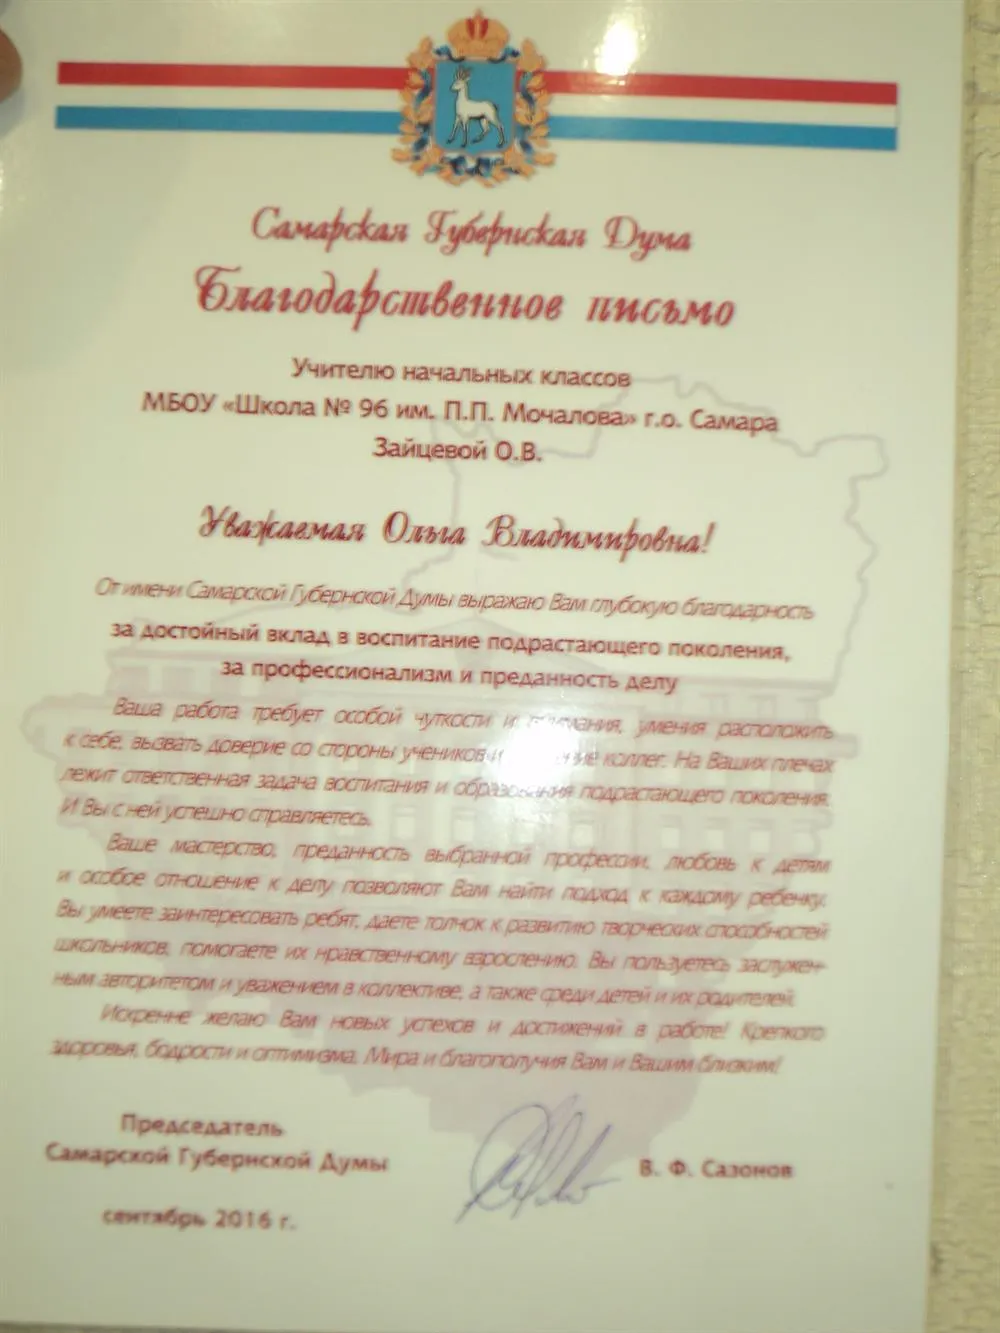 Самарская Губернская Дума
Благодарственное письмо
Учителю начальных классов
МБОУ «Школа № 96 им. П.П. Мочалова» г.о. Самара
Зайцевой О.В.
Уважаемая Ольга Владимировна!
От имени Самарской Губернской Думы выражаю Вам глубокую благодарность
за достойный вклад в воспитание подрастающего поколения,
за профессионализм и преданность делу
Ваша работа требует особой чуткости и внимания, умения расположить
к себе, вызвать доверие со стороны учеников и коллег. На Ваших плечах
лежит ответственная задача воспитания и образования подрастающего поколения.
И Вы с ней успешно справляетесь.
Ваше мастерство, преданность выбранной профессии, любовь к детям
и особое отношение к делу позволяют Вам найти подход к каждому ребенку.
Вы умеете заинтересовать ребят, даете толчок к развитию творческих способностей
школьников, помогаете их нравственному взрослению. Вы пользуетесь заслужен-
ным авторитетом и уважением в коллективе, а также среди детей и их родителей.
Искренне желаю Вам новых успехов и достижений в работе! Крепкого
здоровья, бодрости и оптимизма, Мира и благополучия Вам и Вашим близким!
Председатель
Самарской Губернской Думы
В. Ф. Сазонов
сентябрь 2016 г.